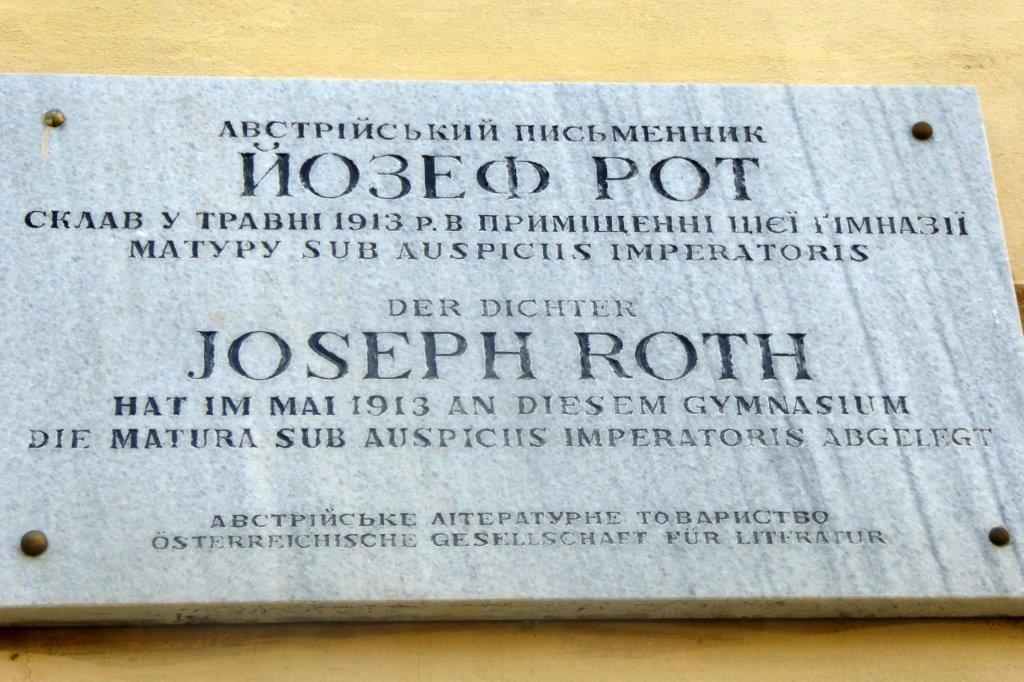 АВСТРІЙСЬКИЙ ПИСЬМЕННИК
ЙОЗЕФ РОТ
СКЛАВ У ТРАВНІ 1913 Р. В ПРИМІЩЕННІ ЦІЄЇ ҐІМНАЗІЇ
МАТУРУ SUB AUSPICIIS IMPERATORIS
DER DICHTER
JOSEPH ROTH
HAT IM MAI 1913 AN DIESEM GYMNASIUM
DIE MATURA SUB AUSPICIIS IMPERATORIS ABGELEGT
АВСТРІЙСЬКЕ ЛІТЕРАТУРНЕ ТОВАРИСТВО
ÖSTERREICHISCHE GESELLSCHAFT FÜR LITERATUR